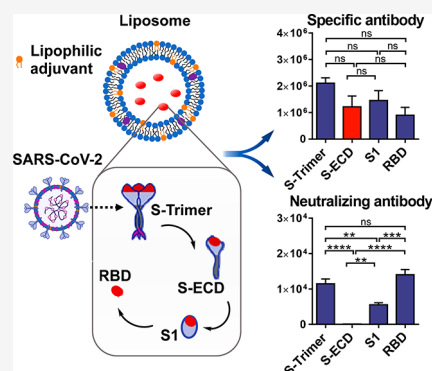 Liposome
Lipophilic
adjuvant
SARS-CoV-2
S-Trimer
S-ECD
S1
RBD
Specific antibody
4×10⁶
3×10⁶
2×10⁶
1×10⁶
0
ns
ns
ns
ns
ns
ns
S-Trimer
S-ECD
S1
RBD
Neutralizing antibody
2×10⁴
1×10⁴
0
ns
**
***
****
****
**
S-Trimer
S-ECD
S1
RBD